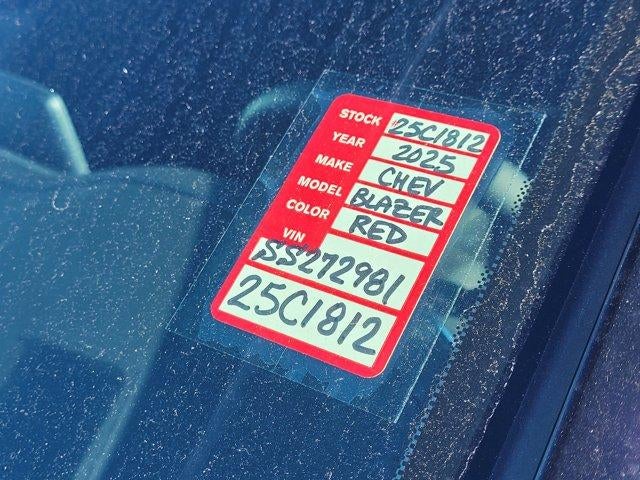 STOCK 25C1812
YEAR 2025
MAKE CHEV
MODEL BLAZER
COLOR RED
VIN
SS272981
25C1812